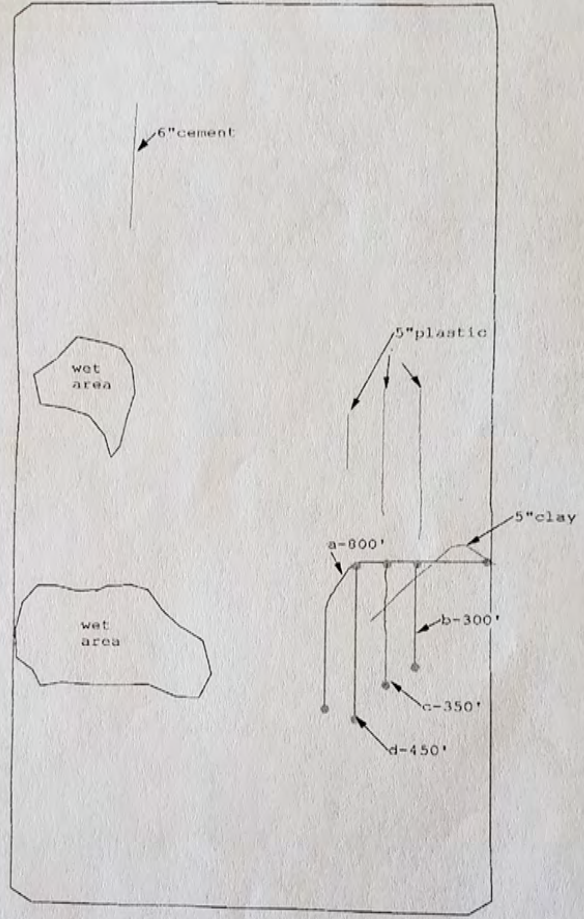 6"cement
wet
area
5"plastic
5"clay
a-800'
wet
area
b-300'
c-350'
d-450'